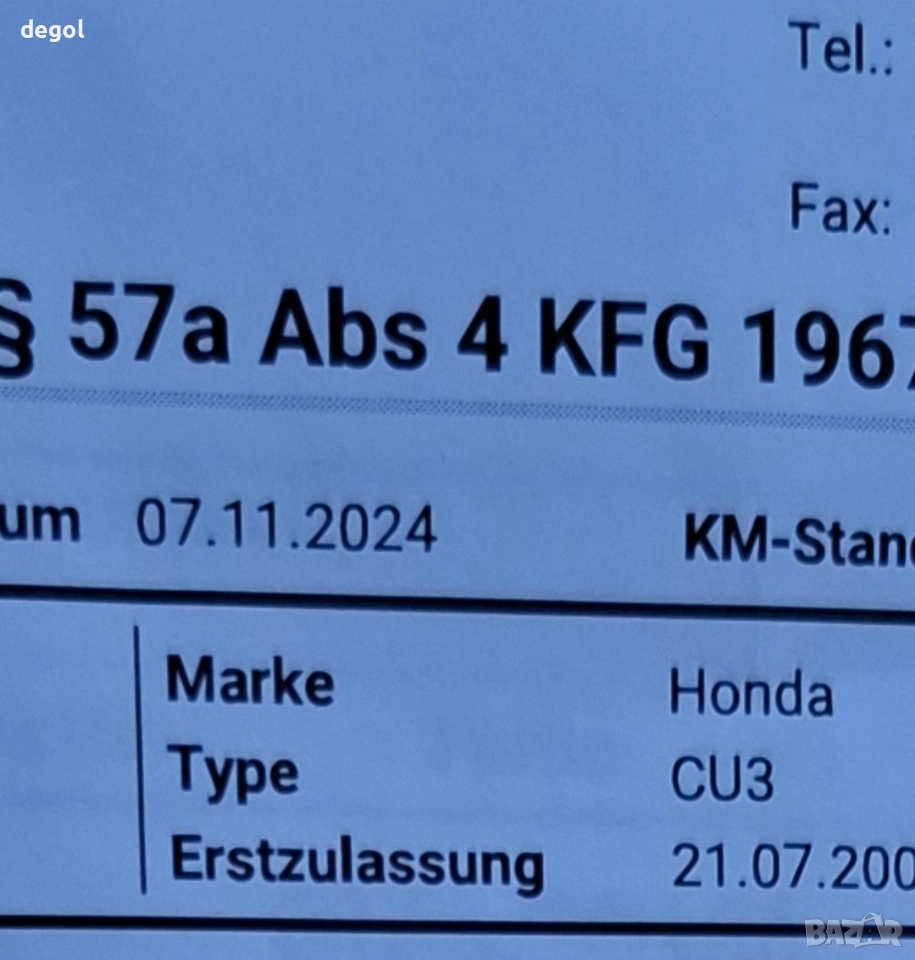 degol
Tel.:
Fax:
§ 57a Abs 4 KFG 1967
um 07.11.2024 KM-Stan
Marke Honda
Type CU3
Erstzulassung 21.07.200
BAZAR